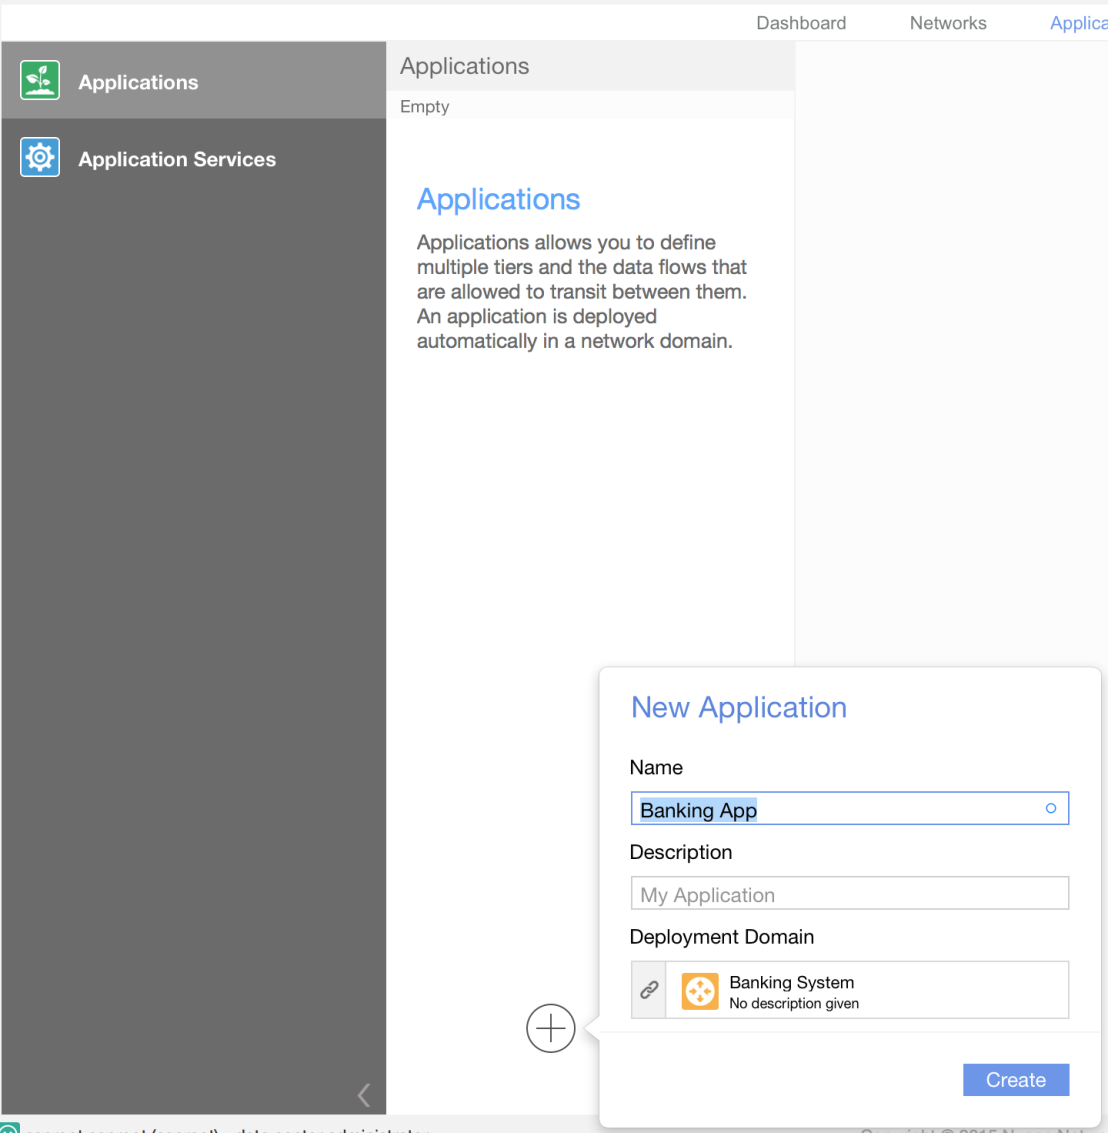 Dashboard Networks Applica
Applications
Application Services
Applications
Empty
Applications
Applications allows you to define
multiple tiers and the data flows that
are allowed to transit between them.
An application is deployed
automatically in a network domain.
New Application
Name
Banking App
Description
My Application
Deployment Domain
Banking System
No description given
Create